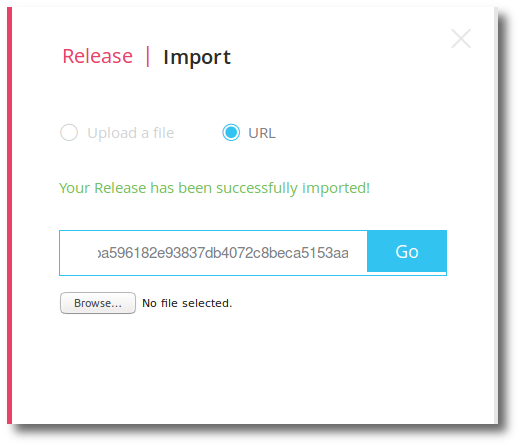 Release | Import
Upload a file URL
Your Release has been successfully imported!
a596182e93837db4072c8beca5153aa Go
Browse... No file selected.